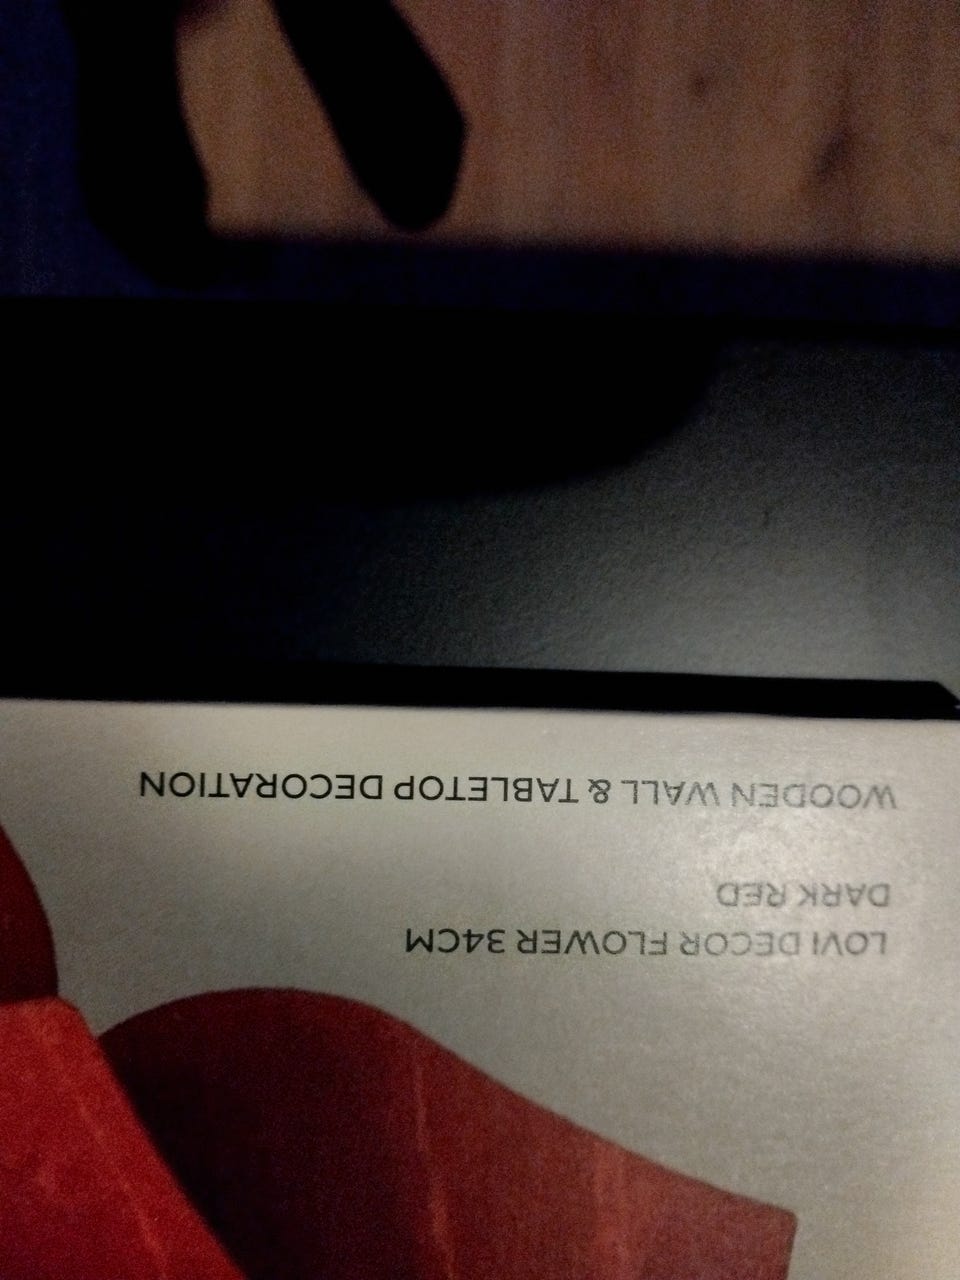 LOVI DECOR FLOWER 34CM
DARK RED
WOODEN WALL & TABLETOP DECORATION